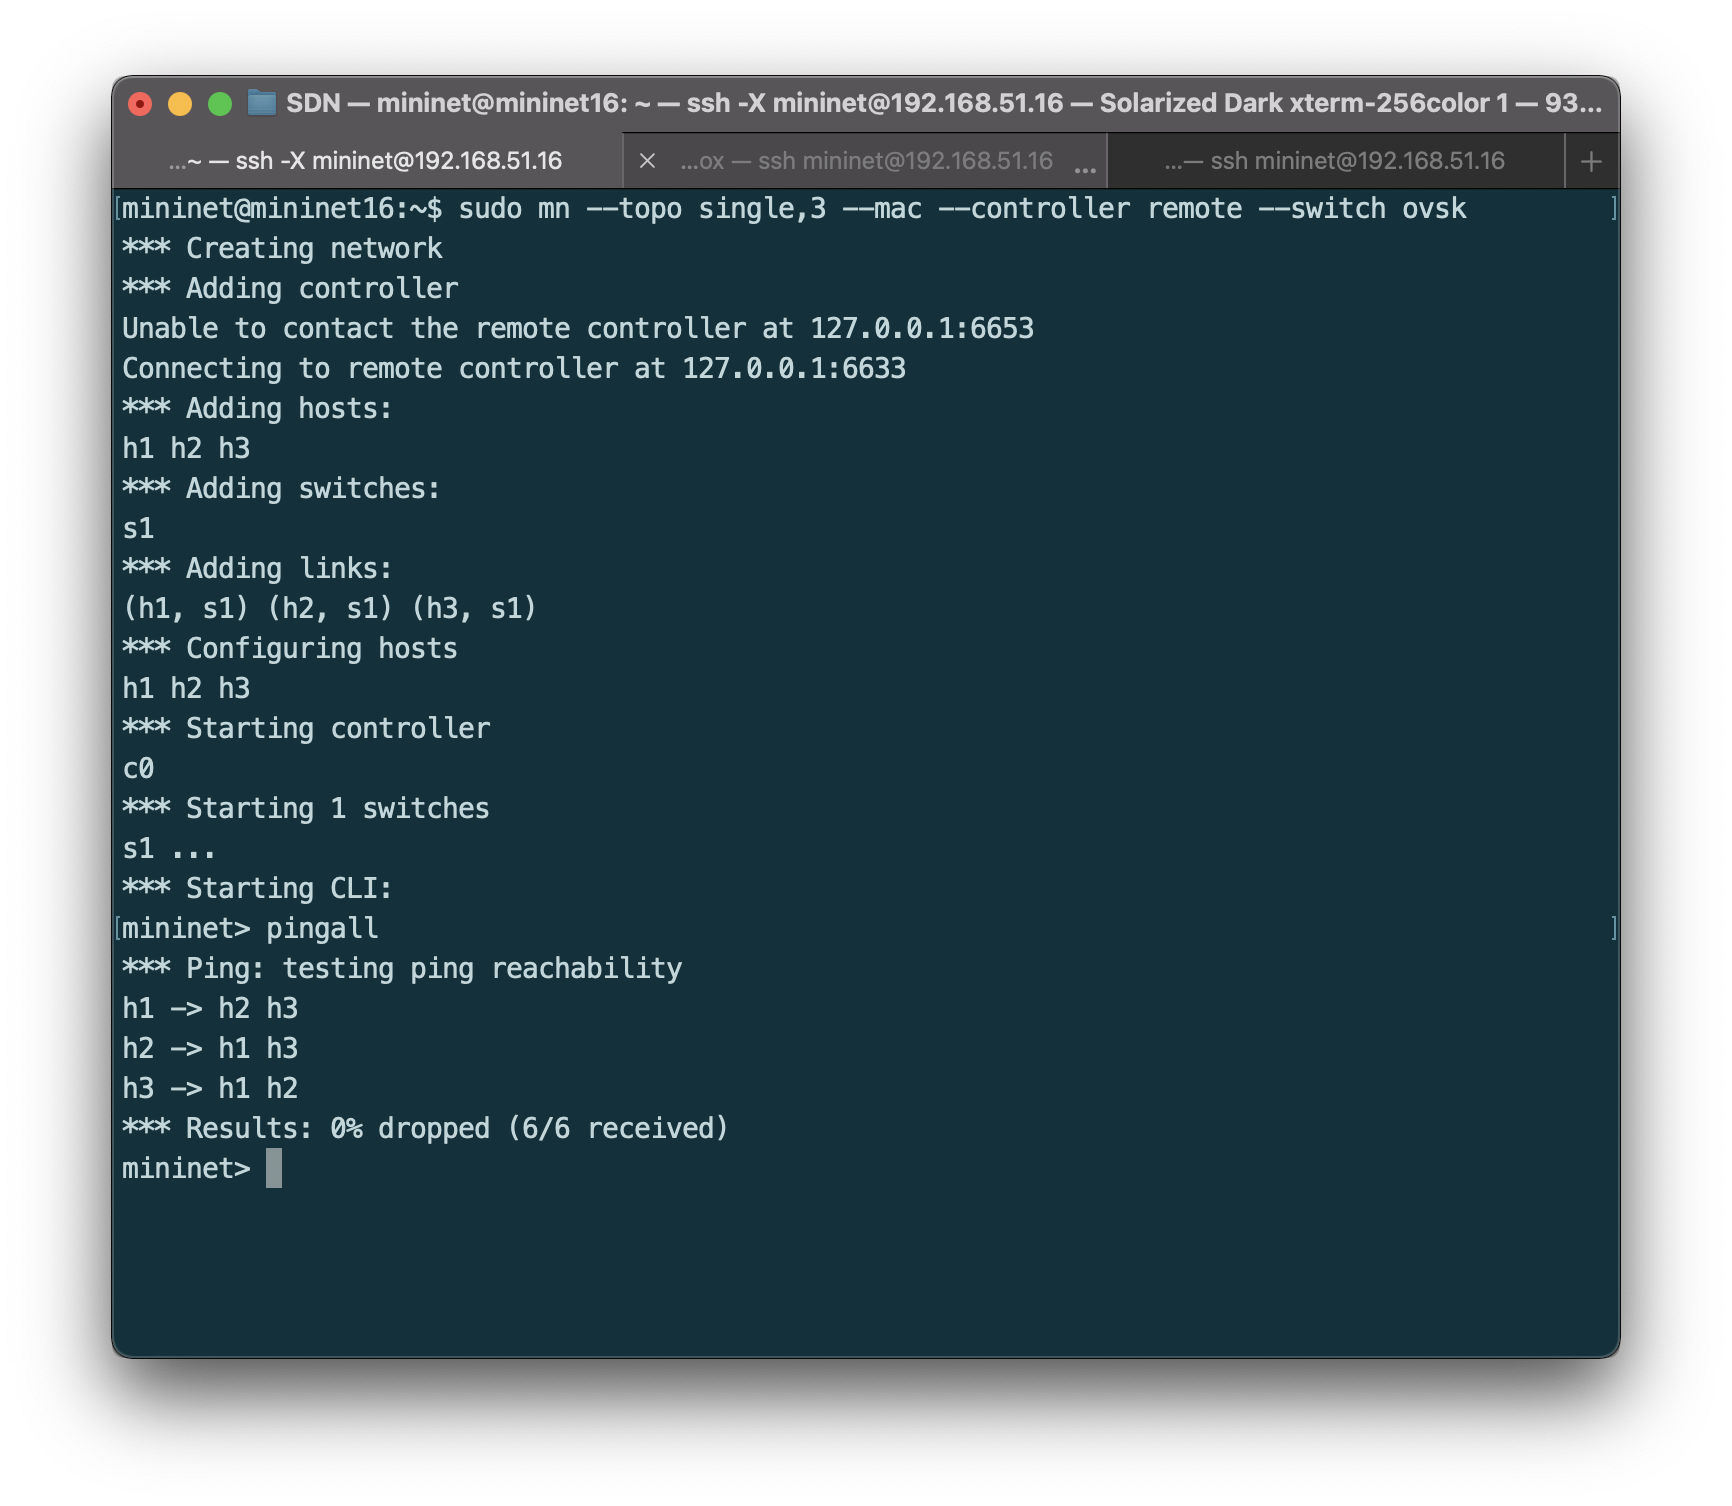 SDN — mininet@mininet16: ~ — ssh -X mininet@192.168.51.16 — Solarized Dark xterm-256color 1 — 93...
...~ — ssh -X mininet@192.168.51.16
...ox — ssh mininet@192.168.51.16 ...
...— ssh mininet@192.168.51.16
mininet@mininet16:~$ sudo mn --topo single,3 --mac --controller remote --switch ovsk
*** Creating network
*** Adding controller
Unable to contact the remote controller at 127.0.0.1:6653
Connecting to remote controller at 127.0.0.1:6633
*** Adding hosts:
h1 h2 h3
*** Adding switches:
s1
*** Adding links:
(h1, s1) (h2, s1) (h3, s1)
*** Configuring hosts
h1 h2 h3
*** Starting controller
c0
*** Starting 1 switches
s1 ...
*** Starting CLI:
mininet> pingall
*** Ping: testing ping reachability
h1 -> h2 h3
h2 -> h1 h3
h3 -> h1 h2
*** Results: 0% dropped (6/6 received)
mininet>